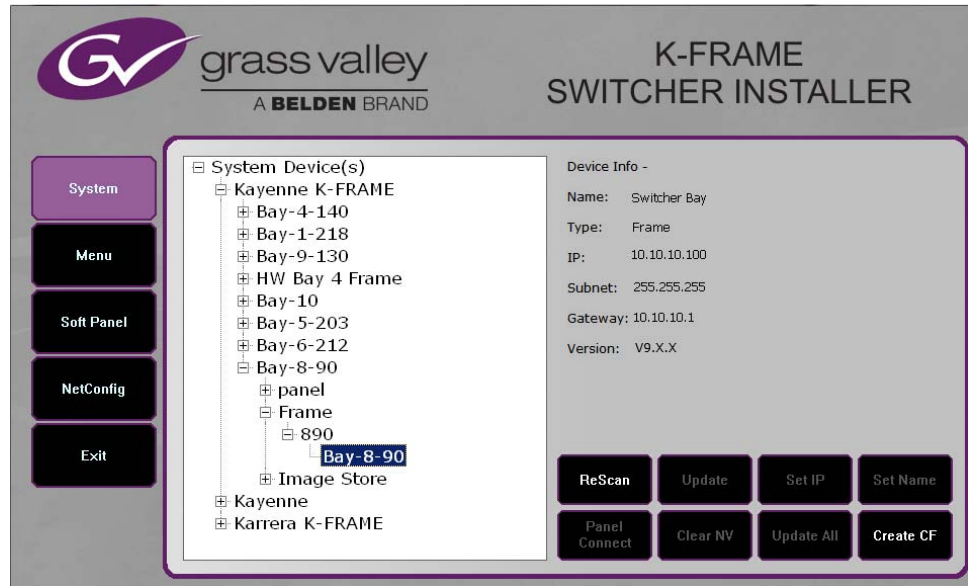 GV
grass valley
A BELDEN BRAND
K-FRAME
SWITCHER INSTALLER
System
Menu
Soft Panel
NetConfig
Exit
System Device(s)
Kayenne K-FRAME
Bay-4-140
Bay-1-218
Bay-9-130
HW Bay 4 Frame
Bay-10
Bay-5-203
Bay-6-212
Bay-8-90
panel
Frame
890
Bay-8-90
Image Store
Kayenne
Karrera K-FRAME
Device Info -
Name: Switcher Bay
Type: Frame
IP: 10.10.10.100
Subnet: 255.255.255
Gateway: 10.10.10.1
Version: V9.X.X
ReScan
Update
Set IP
Set Name
Panel
Connect
Clear NV
Update All
Create CF